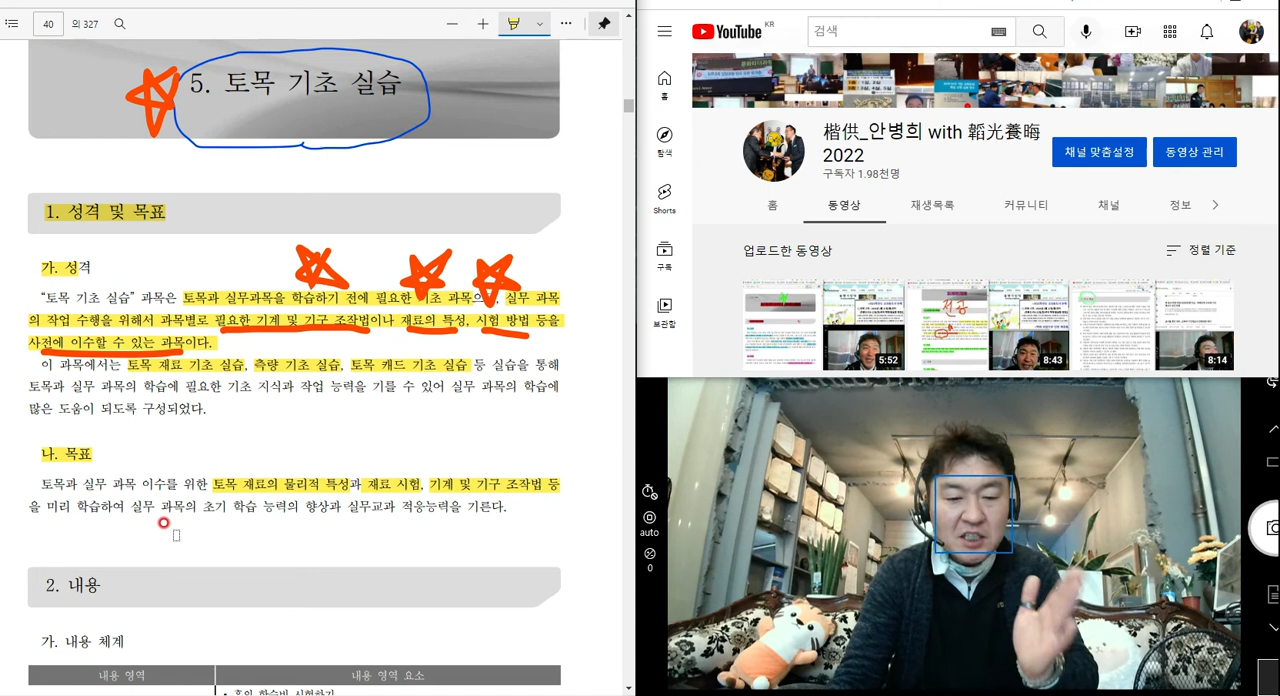 40 의 327
5. 토목 기초 실습
1. 성격 및 목표
가. 성격
“토목 기초 실습” 과목은 토목과 실무과목을 학습하기 전에 필요한 기초 과목으
실무 과목
의 작업 수행을 위해서 필요한 기계 및 기구의 조작법이나 재료의 특성, 시험 방법 등을
사전에 이수할 수 있는 과목이다.
이 과목에서는 토목 재료 기초 실습, 측량 기초 실습, 토목 캐드 기초 실습 등 실습을 통해
토목과 실무 과목의 학습에 필요한 기초 지식과 작업 능력을 기를 수 있어 실무 과목의 학습에
많은 도움이 되도록 구성되었다.
나. 목표
토목과 실무 과목 이수를 위한 토목 재료의 물리적 특성과 재료 시험, 기계 및 기구 조작법 등
을 미리 학습하여 실무 과목의 초기 학습 능력의 향상과 실무교과 적응능력을 기른다.
2. 내용
가. 내용 체계
내용 영역 내용 영역 요소
YouTube KR
검색
홈
탐색
Shorts
구독
보관함
楷供_안병희 with 韜光養晦
2022
구독자 1.98천명
채널 맞춤설정 동영상 관리
홈 동영상 재생목록 커뮤니티 채널 정보
업로드한 동영상 정렬 기준
전공
5:52 8:43 8:14
auto
0